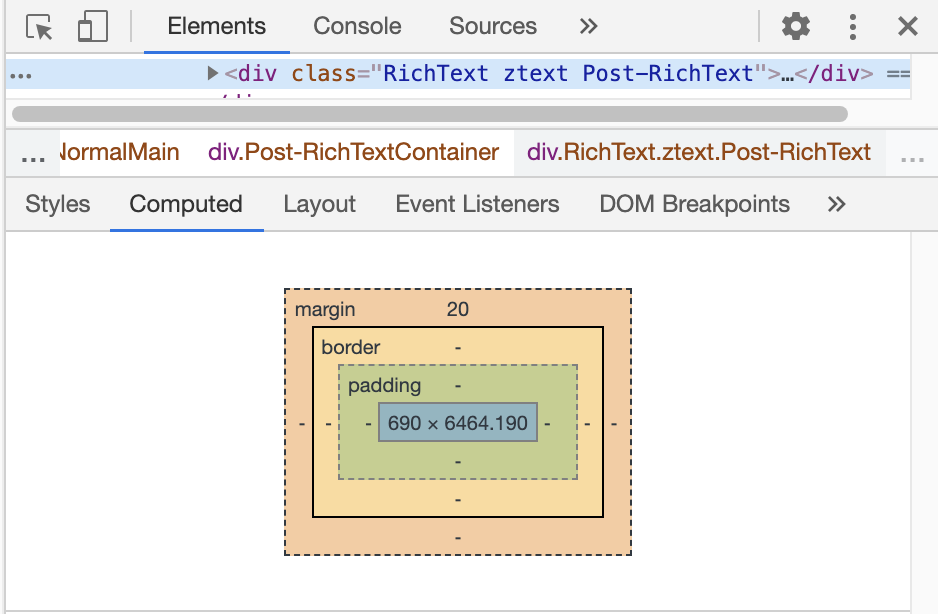 Elements Console Sources »
… <div class="RichText ztext Post-RichText">…</div> ==
… NormalMain div.Post-RichTextContainer div.RichText.ztext.Post-RichText …
Styles Computed Layout Event Listeners DOM Breakpoints »
margin 20
border -
padding -
- - - 690 × 6464.190 - - -
-
-
-